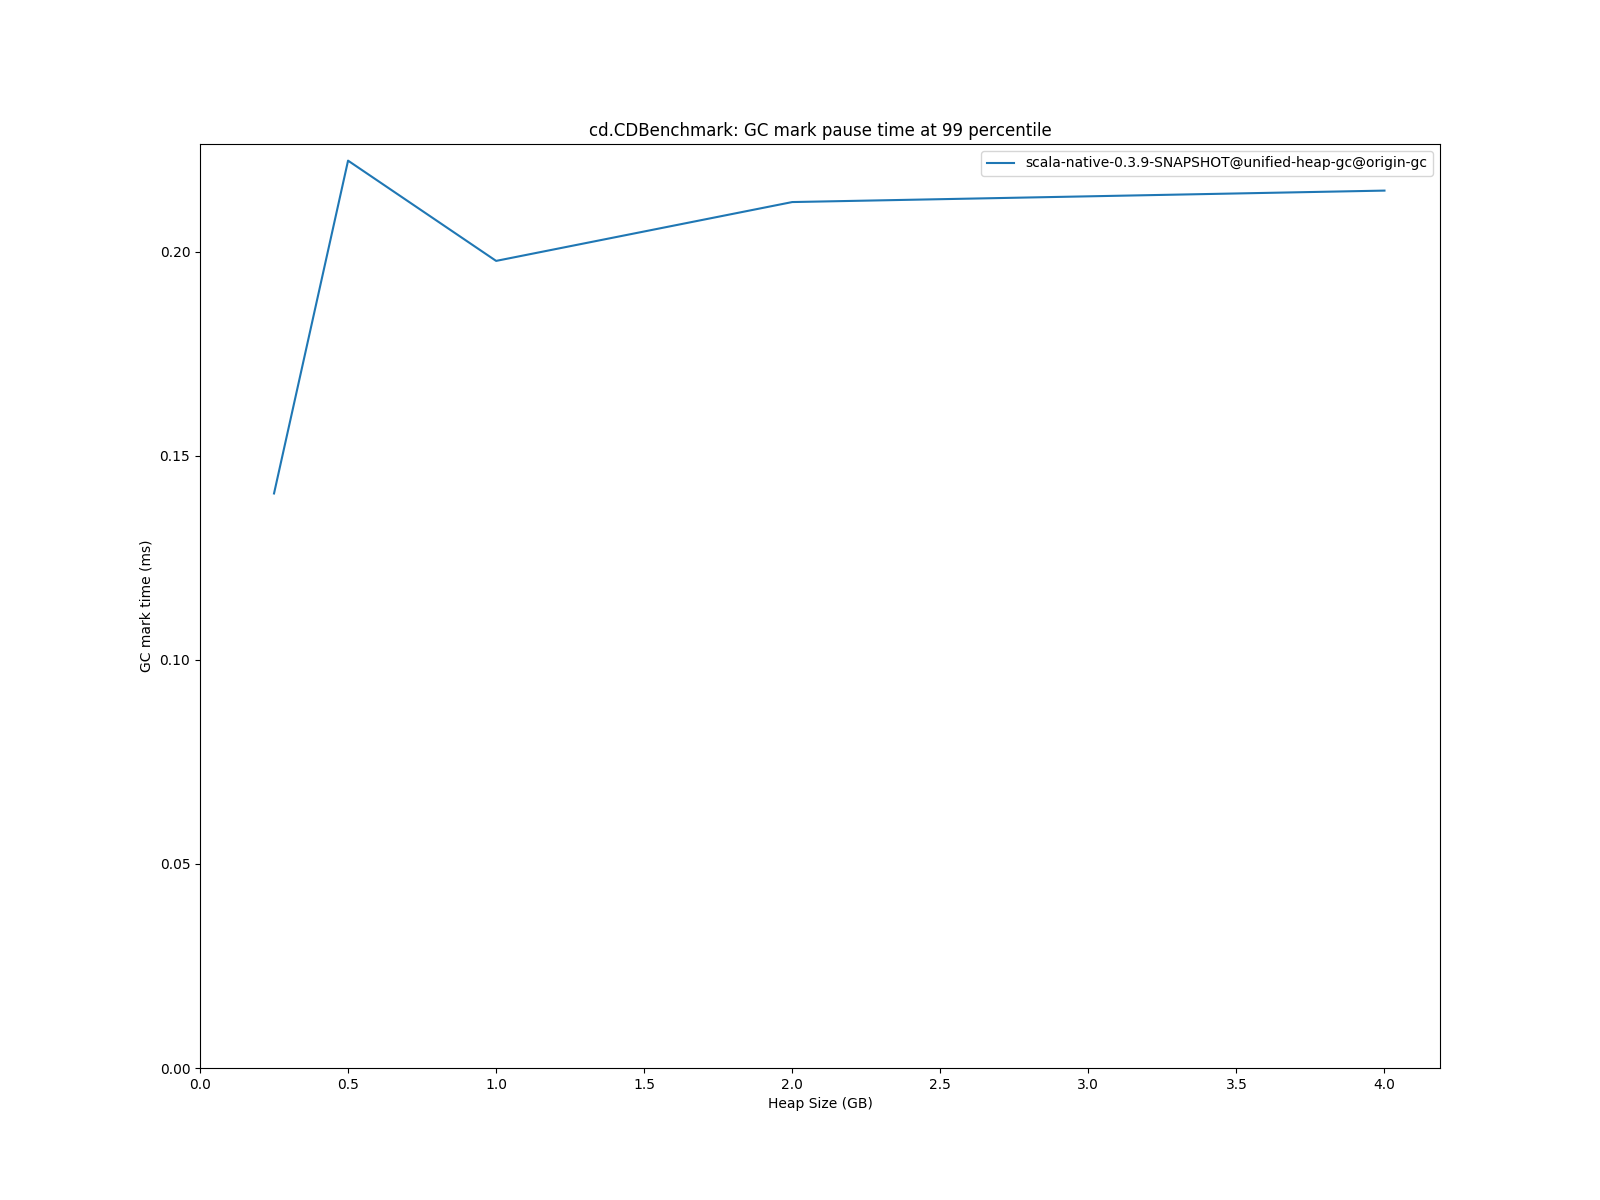 cd.CDBenchmark: GC mark pause time at 99 percentile
scala-native-0.3.9-SNAPSHOT@unified-heap-gc@origin-gc
GC mark time (ms)
0.20
0.15
0.10
0.05
0.00
0.0 0.5 1.0 1.5 2.0 2.5 3.0 3.5 4.0
Heap Size (GB)